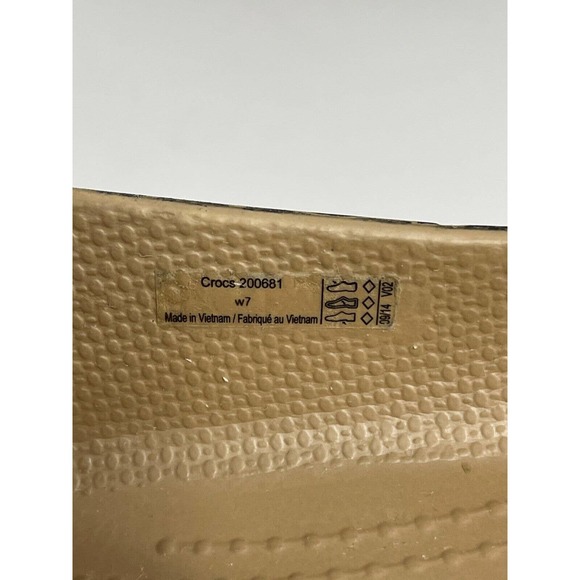 Crocs 200681
w7
Made in Vietnam / Fabriqué au Vietnam
09/14 V02